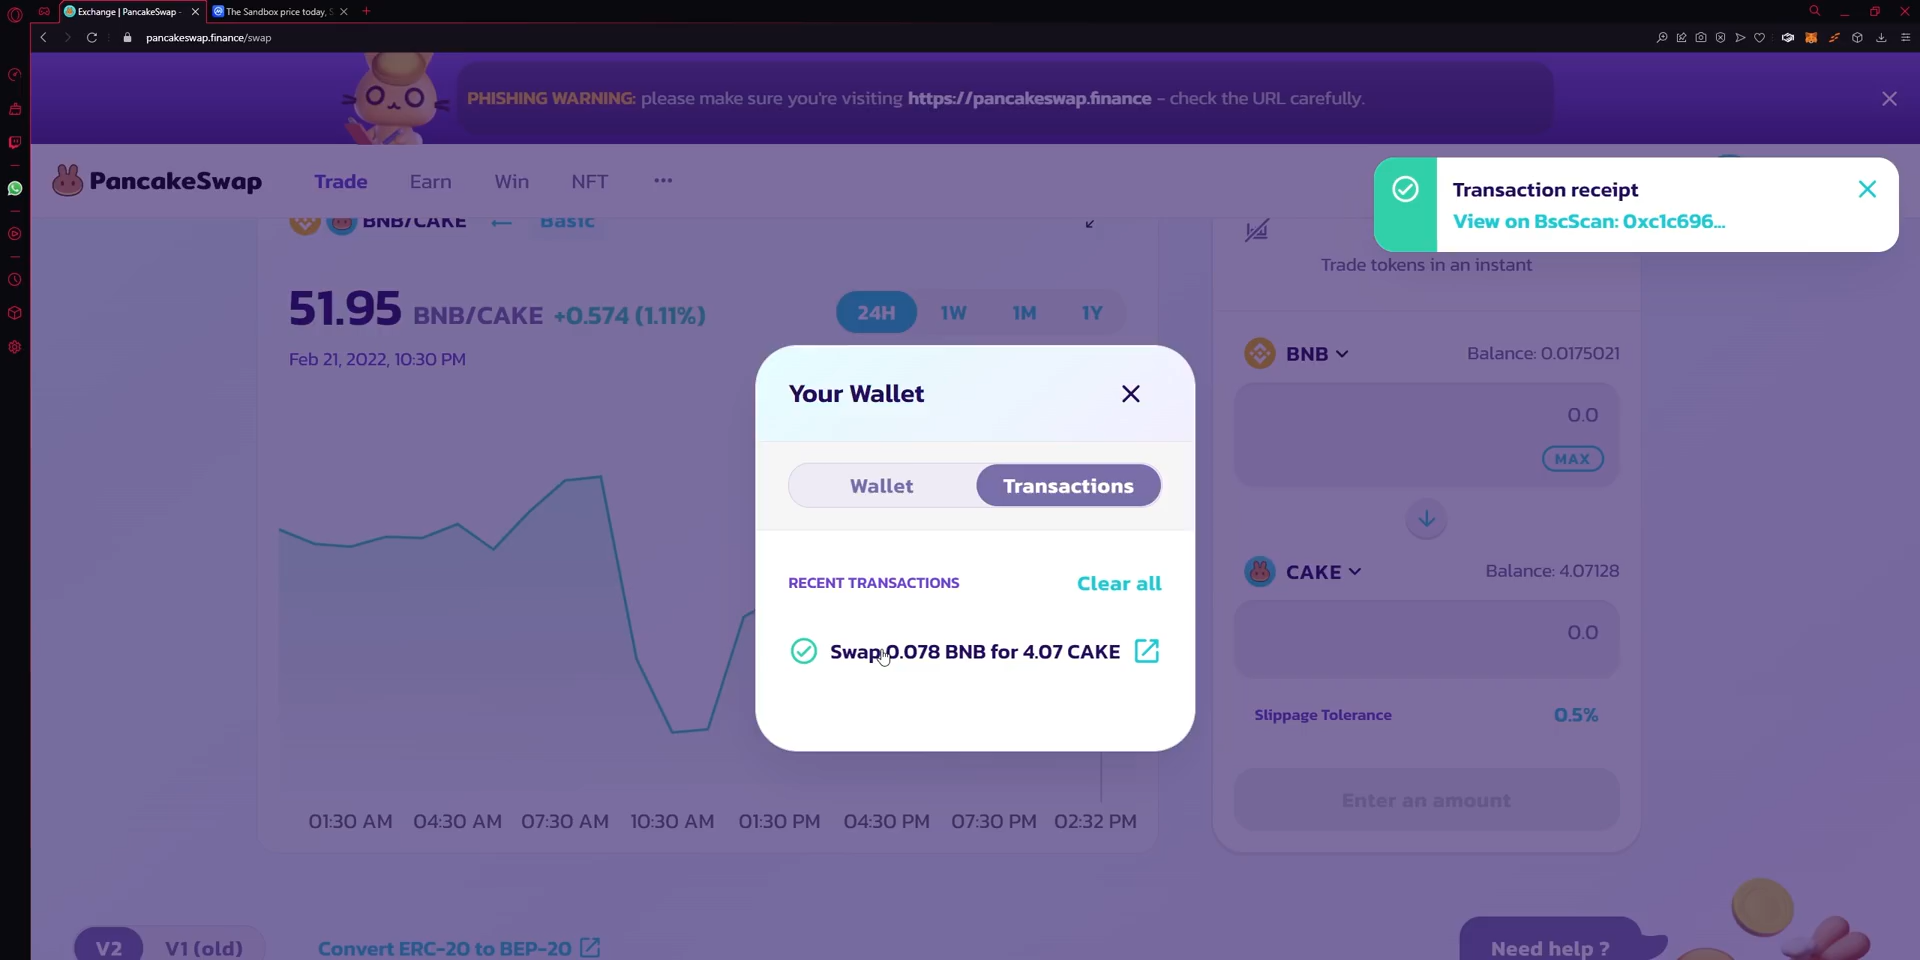 Exchange | PancakeSwap -
The Sandbox price today, S
pancakeswap.finance/swap
PHISHING WARNING: please make sure you're visiting https://pancakeswap.finance - check the URL carefully.
PancakeSwap
Trade
Earn
Win
NFT
Transaction receipt
View on BscScan: 0xc1c696...
BNB/CAKE
Basic
Trade tokens in an instant
51.95 BNB/CAKE +0.574 (1.11%)
24H
1W
1M
1Y
Feb 21, 2022, 10:30 PM
BNB
Balance: 0.0175021
0.0
MAX
CAKE
Balance: 4.07128
0.0
Slippage Tolerance
0.5%
Enter an amount
Your Wallet
Wallet
Transactions
RECENT TRANSACTIONS
Clear all
Swap 0.078 BNB for 4.07 CAKE
01:30 AM
04:30 AM
07:30 AM
10:30 AM
01:30 PM
04:30 PM
07:30 PM
02:32 PM
V2
V1 (old)
Convert ERC-20 to BEP-20
Need help ?